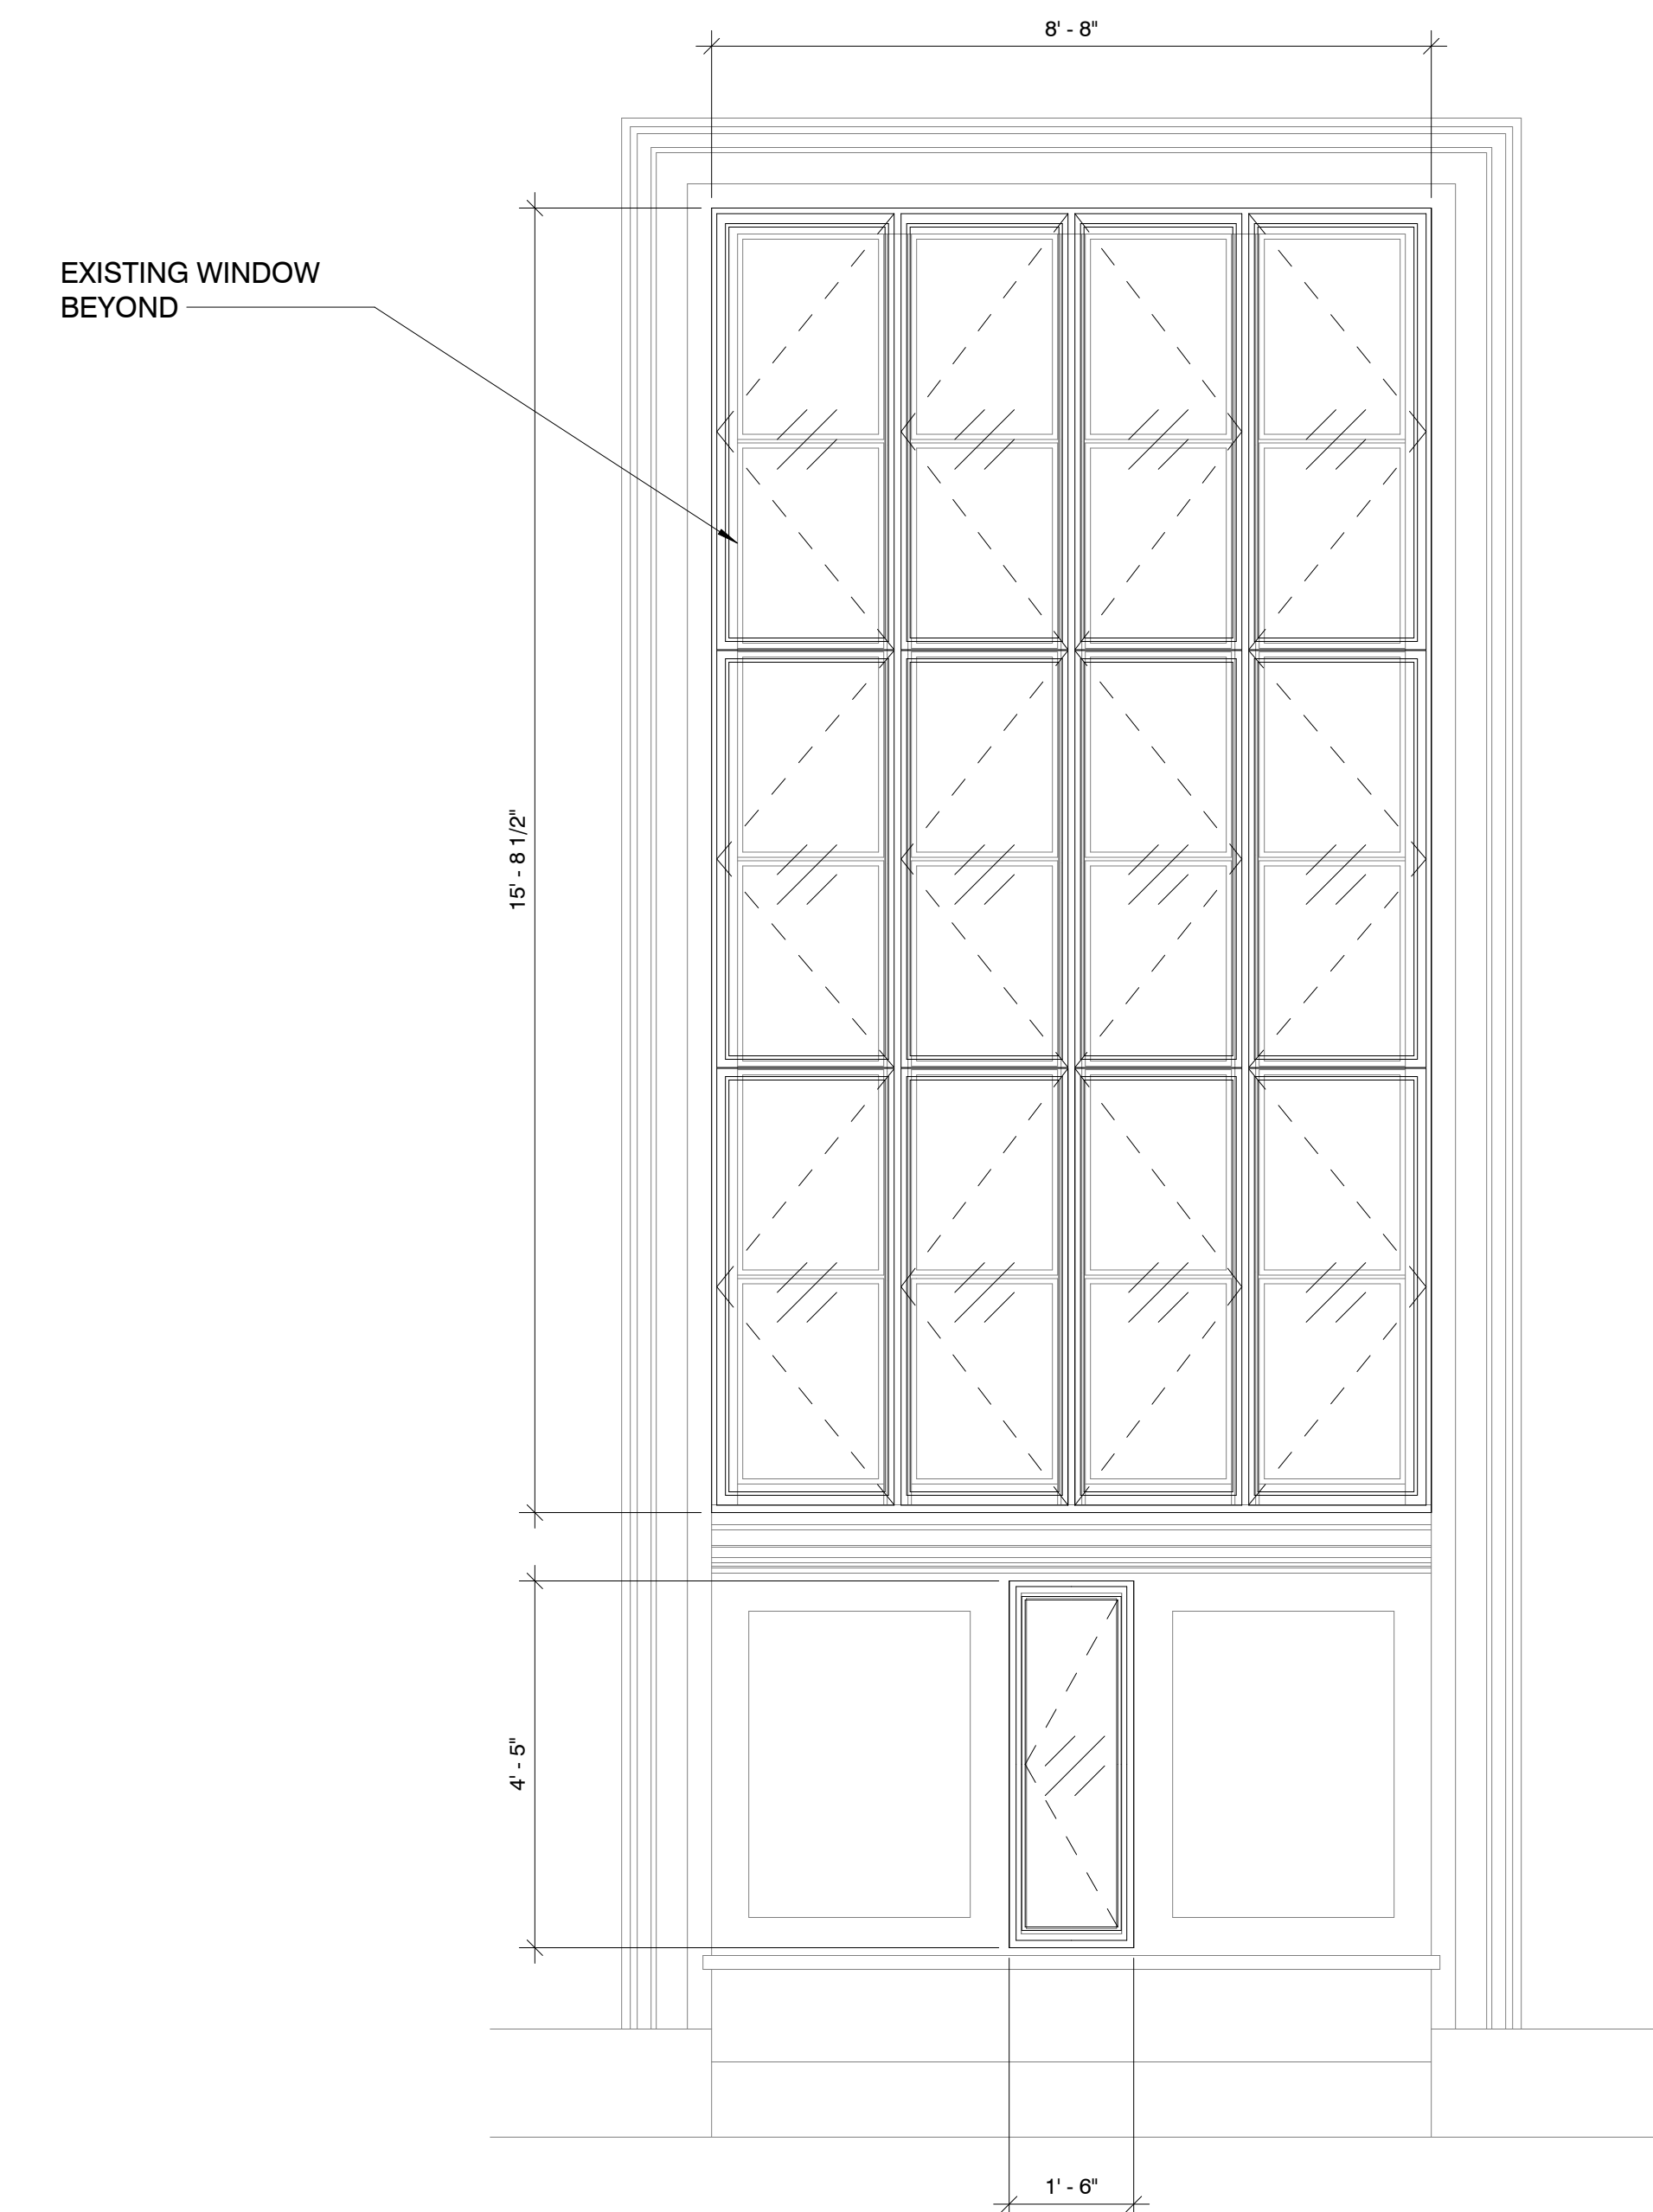 8' - 8"
EXISTING WINDOW
BEYOND
15' - 8 1/2"
4' - 5"
1' - 6"